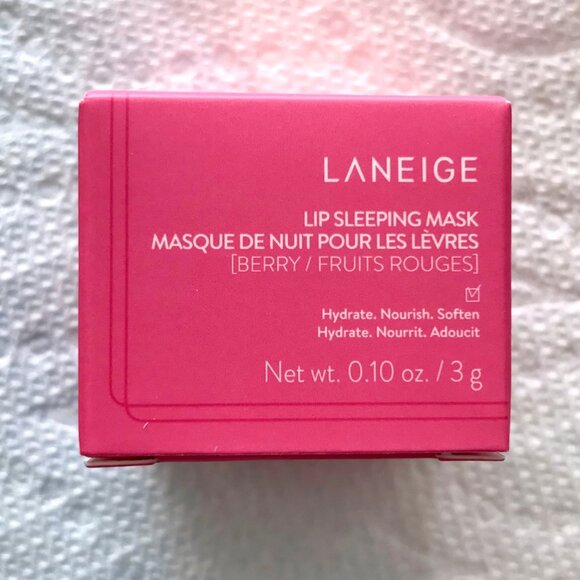 LANEIGE
LIP SLEEPING MASK
MASQUE DE NUIT POUR LES LÈVRES
[BERRY / FRUITS ROUGES]
Hydrate. Nourish. Soften
Hydrate. Nourrit. Adoucit
Net wt. 0.10 oz. / 3 g